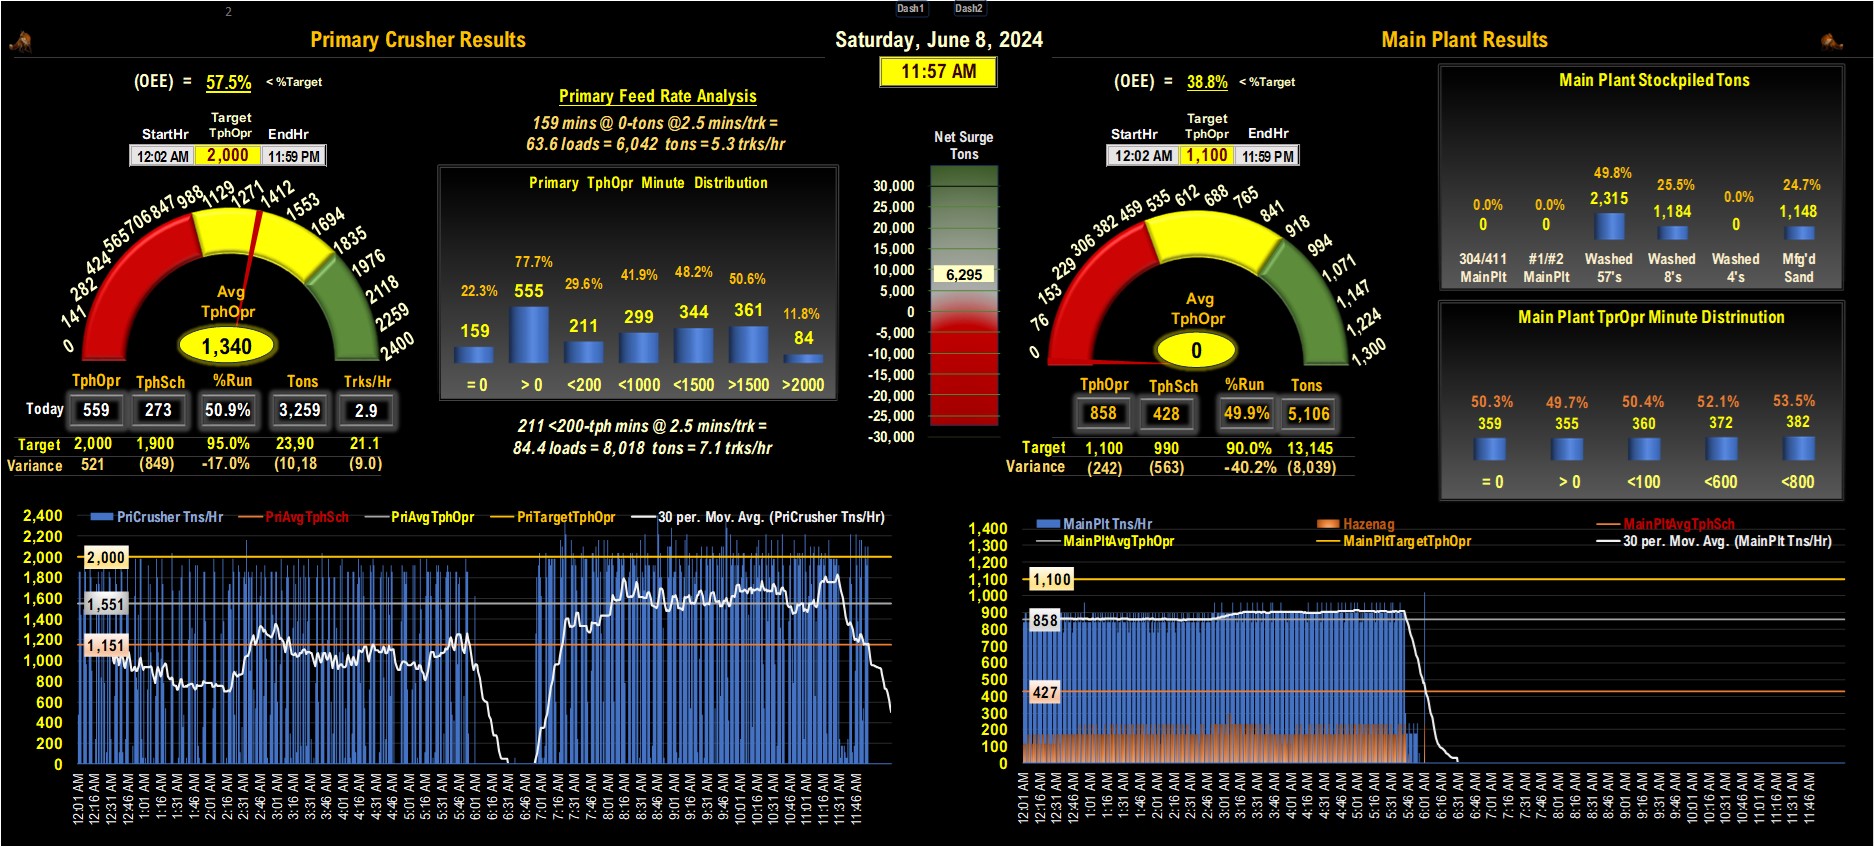 2
Dash1 Dash2
Primary Crusher Results
Saturday, June 8, 2024
Main Plant Results
11:57 AM
(OEE) = 57.5% < %Target
Target
StartHr TphOpr EndHr
12:02 AM 2,000 11:59 PM
0 141 282 424 565 706 847 988 1129 1271 1412 1553 1694 1835 1976 2118 2259 2400
Avg
TphOpr
1,340
TphOpr TphSch %Run Tons Trks/Hr
Today 559 273 50.9% 3,259 2.9
Target 2,000 1,900 95.0% 23,90 21.1
Variance 521 (849) -17.0% (10,18 (9.0)
Primary Feed Rate Analysis
159 mins @ 0-tons @2.5 mins/trk =
63.6 loads = 6,042 tons = 5.3 trks/hr
Primary TphOpr Minute Distribution
22.3% 77.7% 29.6% 41.9% 48.2% 50.6% 11.8%
159 555 211 299 344 361 84
= 0 > 0 <200 <1000 <1500 >1500 >2000
211 <200-tph mins @ 2.5 mins/trk =
84.4 loads = 8,018 tons = 7.1 trks/hr
Net Surge
Tons
30,000
25,000
20,000
15,000
10,000
6,295
5,000
0
-5,000
-10,000
-15,000
-20,000
-25,000
-30,000
(OEE) = 38.8% < %Target
Target
StartHr TphOpr EndHr
12:02 AM 1,100 11:59 PM
0 76 153 229 306 382 459 535 612 688 765 841 918 994 1,071 1,147 1,224 1,300
Avg
TphOpr
0
TphOpr TphSch %Run Tons
858 428 49.9% 5,106
Target 1,100 990 90.0% 13,145
Variance (242) (563) -40.2% (8,039)
Main Plant Stockpiled Tons
0.0% 0.0% 49.8% 25.5% 0.0% 24.7%
0 0 2,315 1,184 0 1,148
304/411 #1/#2 Washed Washed Washed Mfg'd
MainPlt MainPlt 57's 8's 4's Sand
Main Plant TprOpr Minute Distrinution
50.3% 49.7% 50.4% 52.1% 53.5%
359 355 360 372 382
= 0 > 0 <100 <600 <800
PriCrusher Tns/Hr PriAvgTphSch PriAvgTphOpr PriTargetTphOpr 30 per. Mov. Avg. (PriCrusher Tns/Hr)
2,400
2,200
2,000
1,800
1,600
1,400
1,200
1,000
800
600
400
200
0
2,000
1,551
1,151
12:01 AM 12:16 AM 12:31 AM 12:46 AM 1:01 AM 1:16 AM 1:31 AM 1:46 AM 2:01 AM 2:16 AM 2:31 AM 2:46 AM 3:01 AM 3:16 AM 3:31 AM 3:46 AM 4:01 AM 4:16 AM 4:31 AM 4:46 AM 5:01 AM 5:16 AM 5:31 AM 5:46 AM 6:01 AM 6:16 AM 6:31 AM 6:46 AM 7:01 AM 7:16 AM 7:31 AM 7:46 AM 8:01 AM 8:16 AM 8:31 AM 8:46 AM 9:01 AM 9:16 AM 9:31 AM 9:46 AM 10:01 AM 10:16 AM 10:31 AM 10:46 AM 11:01 AM 11:16 AM 11:31 AM 11:46 AM
MainPlt Tns/Hr Hazenag MainPltAvgTphSch
MainPltAvgTphOpr MainPltTargetTphOpr 30 per. Mov. Avg. (MainPlt Tns/Hr)
1,400
1,300
1,200
1,100
1,000
900
800
700
600
500
400
300
200
100
0
1,100
858
427
12:01 AM 12:16 AM 12:31 AM 12:46 AM 1:01 AM 1:16 AM 1:31 AM 1:46 AM 2:01 AM 2:16 AM 2:31 AM 2:46 AM 3:01 AM 3:16 AM 3:31 AM 3:46 AM 4:01 AM 4:16 AM 4:31 AM 4:46 AM 5:01 AM 5:16 AM 5:31 AM 5:46 AM 6:01 AM 6:16 AM 6:31 AM 6:46 AM 7:01 AM 7:16 AM 7:31 AM 7:46 AM 8:01 AM 8:16 AM 8:31 AM 8:46 AM 9:01 AM 9:16 AM 9:31 AM 9:46 AM 10:01 AM 10:16 AM 10:31 AM 10:46 AM 11:01 AM 11:16 AM 11:31 AM 11:46 AM